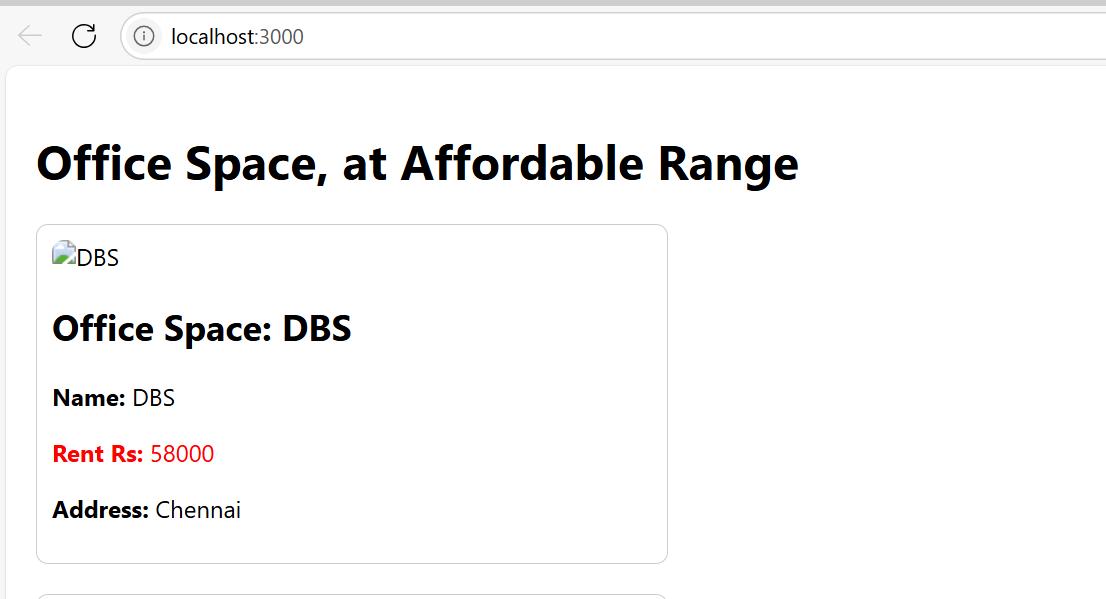 localhost:3000
Office Space, at Affordable Range
DBS
Office Space: DBS
Name: DBS
Rent Rs: 58000
Address: Chennai